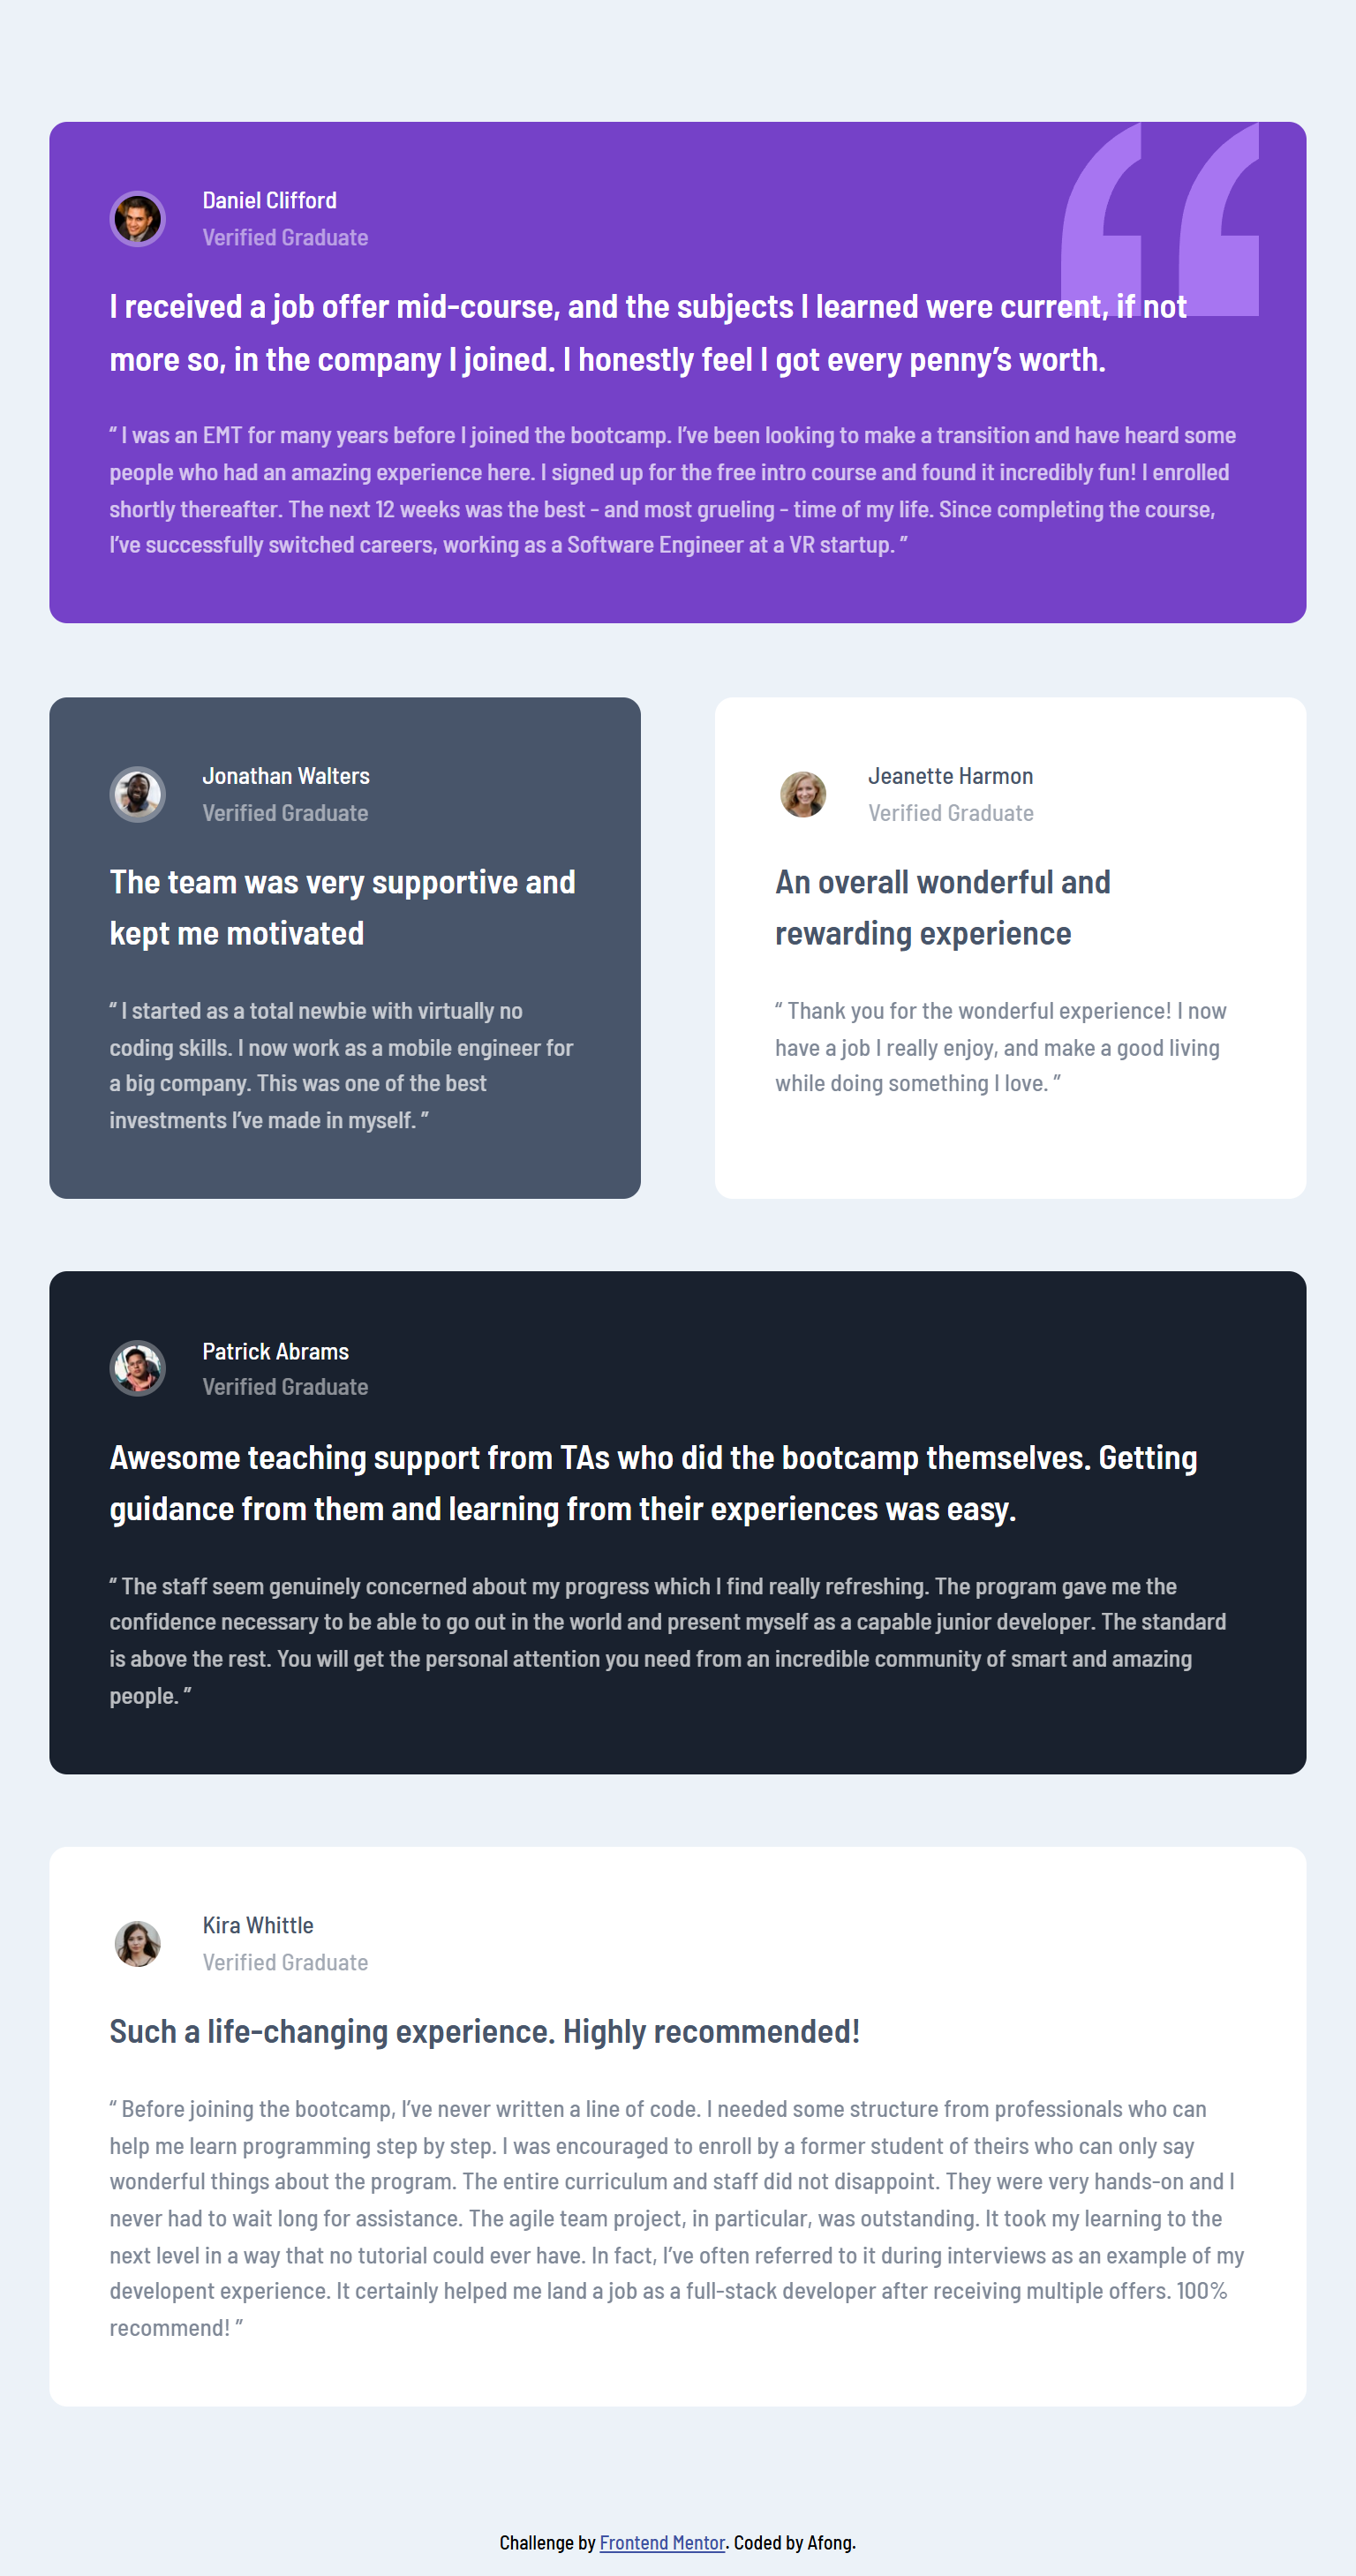 Daniel Clifford
Verified Graduate
I received a job offer mid-course, and the subjects I learned were current, if not
more so, in the company I joined. I honestly feel I got every penny’s worth.
“ I was an EMT for many years before I joined the bootcamp. I’ve been looking to make a transition and have heard some
people who had an amazing experience here. I signed up for the free intro course and found it incredibly fun! I enrolled
shortly thereafter. The next 12 weeks was the best - and most grueling - time of my life. Since completing the course,
I’ve successfully switched careers, working as a Software Engineer at a VR startup. ”
Jonathan Walters
Verified Graduate
The team was very supportive and
kept me motivated
“ I started as a total newbie with virtually no
coding skills. I now work as a mobile engineer for
a big company. This was one of the best
investments I’ve made in myself. ”
Jeanette Harmon
Verified Graduate
An overall wonderful and
rewarding experience
“ Thank you for the wonderful experience! I now
have a job I really enjoy, and make a good living
while doing something I love. ”
Patrick Abrams
Verified Graduate
Awesome teaching support from TAs who did the bootcamp themselves. Getting
guidance from them and learning from their experiences was easy.
“ The staff seem genuinely concerned about my progress which I find really refreshing. The program gave me the
confidence necessary to be able to go out in the world and present myself as a capable junior developer. The standard
is above the rest. You will get the personal attention you need from an incredible community of smart and amazing
people. ”
Kira Whittle
Verified Graduate
Such a life-changing experience. Highly recommended!
“ Before joining the bootcamp, I’ve never written a line of code. I needed some structure from professionals who can
help me learn programming step by step. I was encouraged to enroll by a former student of theirs who can only say
wonderful things about the program. The entire curriculum and staff did not disappoint. They were very hands-on and I
never had to wait long for assistance. The agile team project, in particular, was outstanding. It took my learning to the
next level in a way that no tutorial could ever have. In fact, I’ve often referred to it during interviews as an example of my
developent experience. It certainly helped me land a job as a full-stack developer after receiving multiple offers. 100%
recommend! ”
Challenge by Frontend Mentor. Coded by Afong.